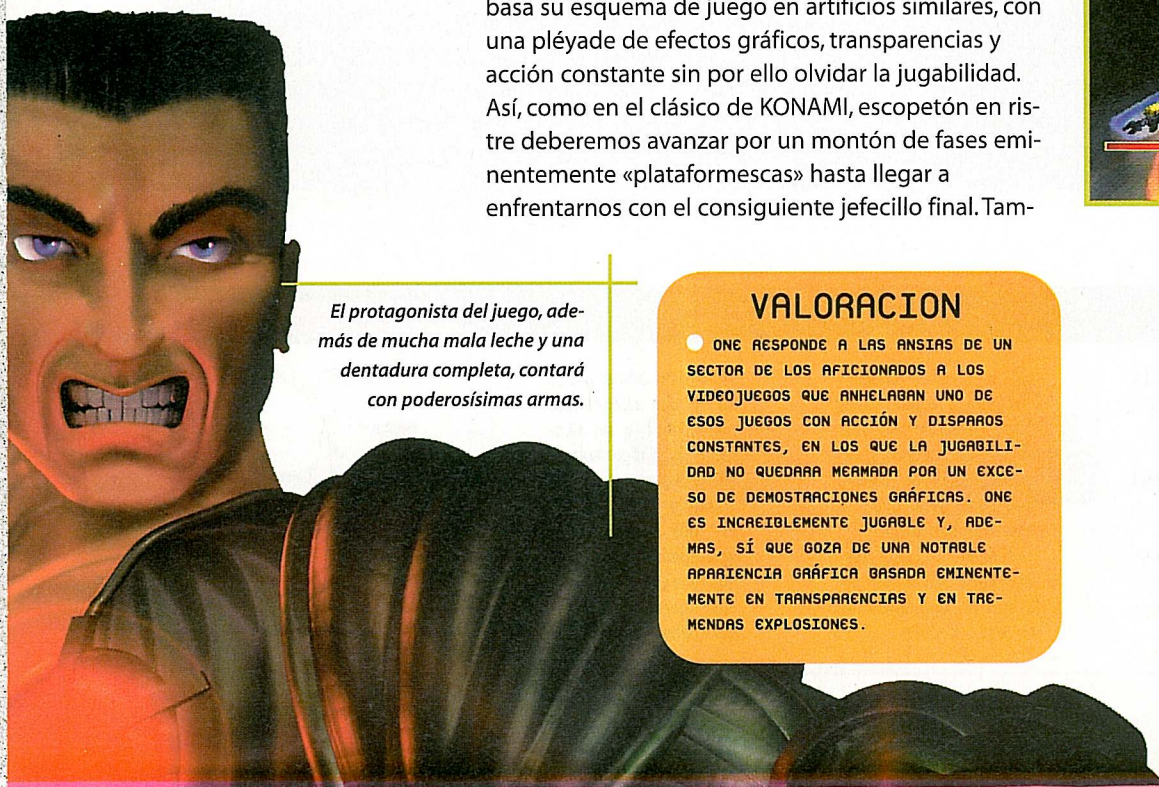 basa su esquema de juego en artificios similares, con
una pléyade de efectos gráficos, transparencias y
acción constante sin por ello olvidar la jugabilidad.
Así, como en el clásico de KONAMI, escopetón en ris-
tre deberemos avanzar por un montón de fases emi-
nentemente «plataformescas» hasta llegar a
enfrentarnos con el consiguiente jefecillo final. Tam-
El protagonista del juego, ade-
más de mucha mala leche y una
dentadura completa, contará
con poderosísimas armas.
VALORACION
ONE RESPONDE A LAS ANSIAS DE UN
SECTOR DE LOS AFICIONADOS A LOS
VIDEOJUEGOS QUE ANHELABAN UNO DE
ESOS JUEGOS CON ACCIÓN Y DISPAROS
CONSTANTES, EN LOS QUE LA JUGABILI-
DAD NO QUEDARA MERMADA POR UN EXCE-
SO DE DEMOSTRACIONES GRÁFICAS. ONE
ES INCREIBLEMENTE JUGABLE Y, ADE-
MAS, SÍ QUE GOZA DE UNA NOTABLE
APARIENCIA GRÁFICA BASADA EMINENTE-
MENTE EN TRANSPARENCIAS Y EN TRE-
MENDAS EXPLOSIONES.